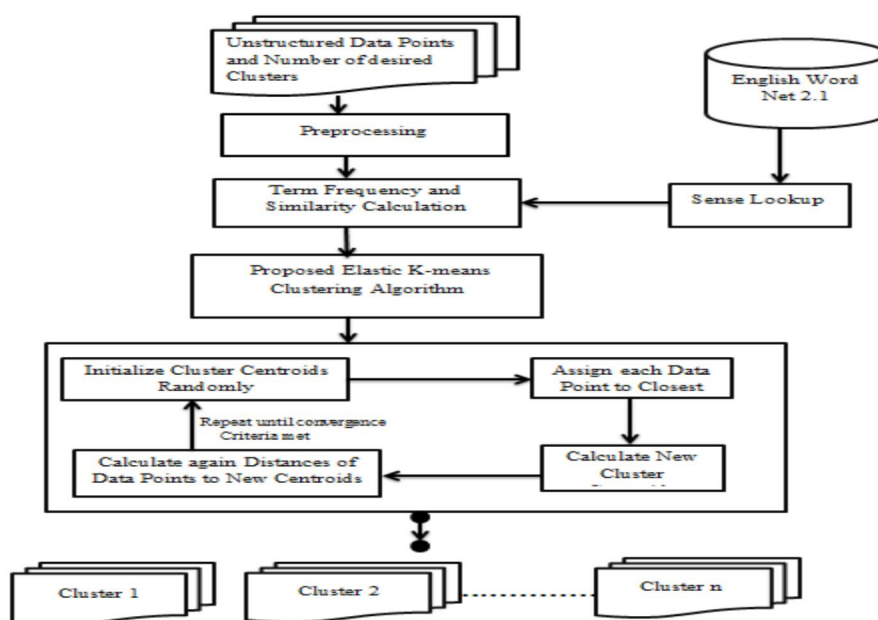 Unstructured Data Points
and Number of desired
Clusters
English Word
Net 2.1
Preprocessing
Term Frequency and
Similarity Calculation
Sense Lookup
Proposed Elastic K-means
Clustering Algorithm
Initialize Cluster Centroids
Randomly
Assign each Data
Point to Closest
Repeat until convergence
Criteria met
Calculate again Distances of
Data Points to New Centroids
Calculate New
Cluster
Cluster 1
Cluster 2
Cluster n